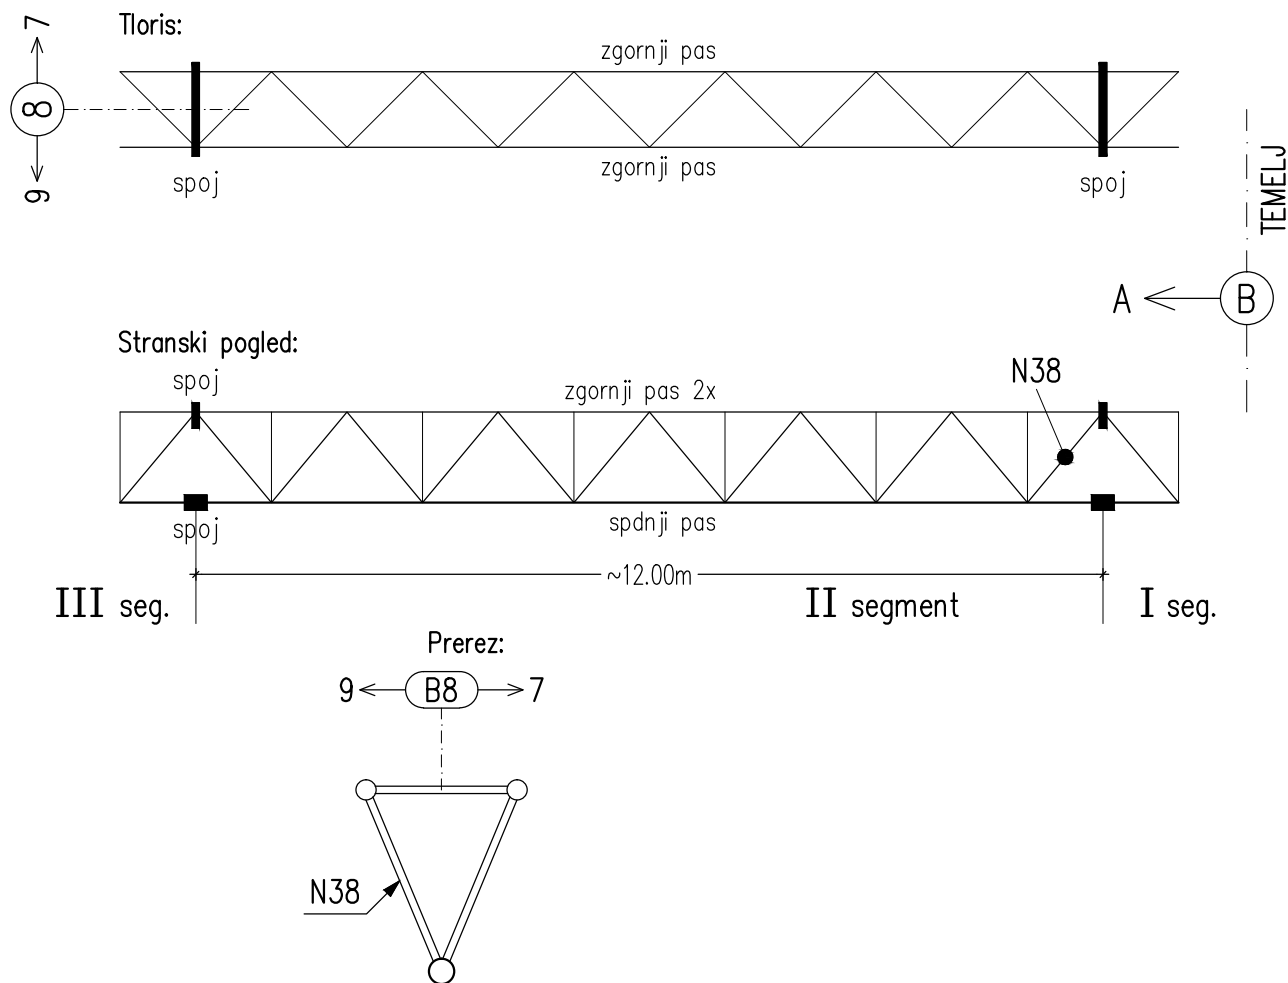 Tloris:
7
8
9
zgornji pas
zgornji pas
spoj
spoj
TEMELJ
A
B
Stranski pogled:
spoj
zgornji pas 2x
N38
spoj
spdnji pas
~12.00m
III seg.
II segment
I seg.
Prerez:
9
B8
7
N38